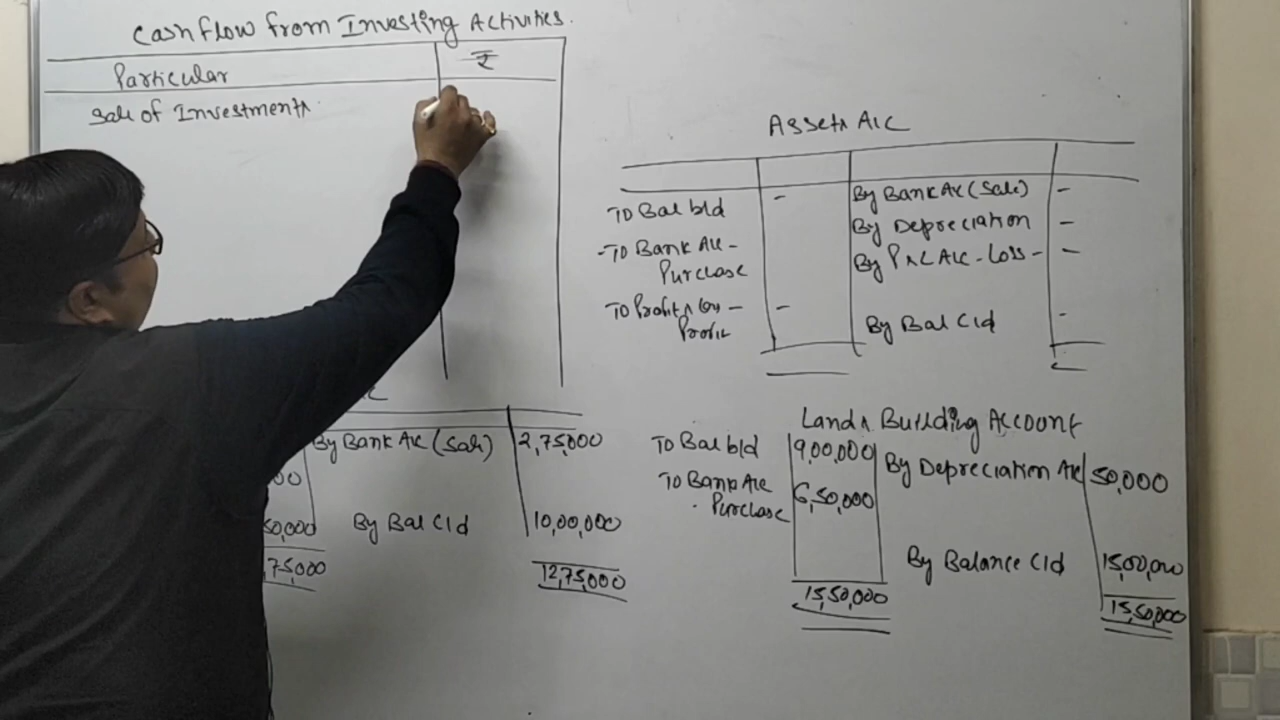 Cash flow from Investing Activities.
Particular ₹
Sale of Investments
Assets A/C
To Bal b/d - By Bank A/c (Sale) -
By Depreciation -
- To Bank A/c - Purchase By P & L A/C - Loss - -
To Profit & Loss - Profit -
By Bal C/d -
By Bank A/C (Sale) 2,75,000
By Bal C/d 10,00,000
75,000 12,75,000
Land & Building Account
To Bal b/d 9,00,000 By Depreciation A/c 50,000
To Bank A/c - Purchase 6,50,000
By Balance C/d 15,00,000
15,50,000 15,50,000